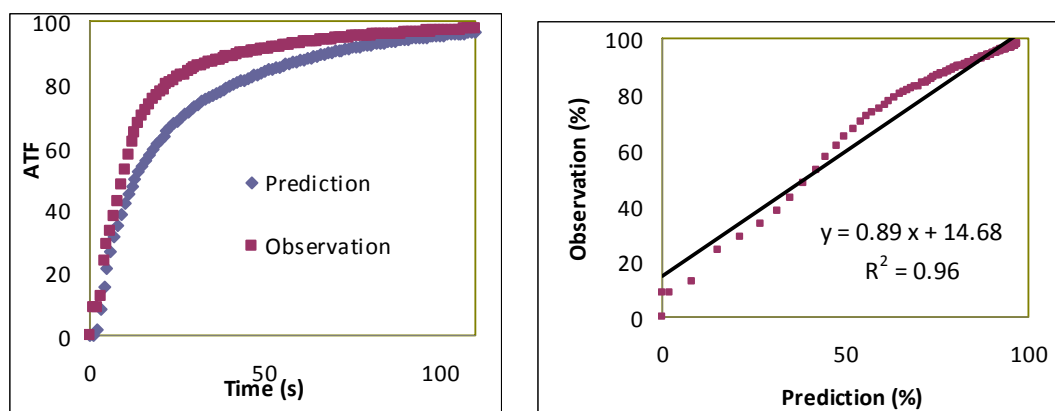 100
80
60
40
20
0
ATF
Prediction
Observation
0
50
100
Time (s)
100
80
60
40
20
0
Observation (%)
y = 0.89 x + 14.68
R² = 0.96
0
50
100
Prediction (%)